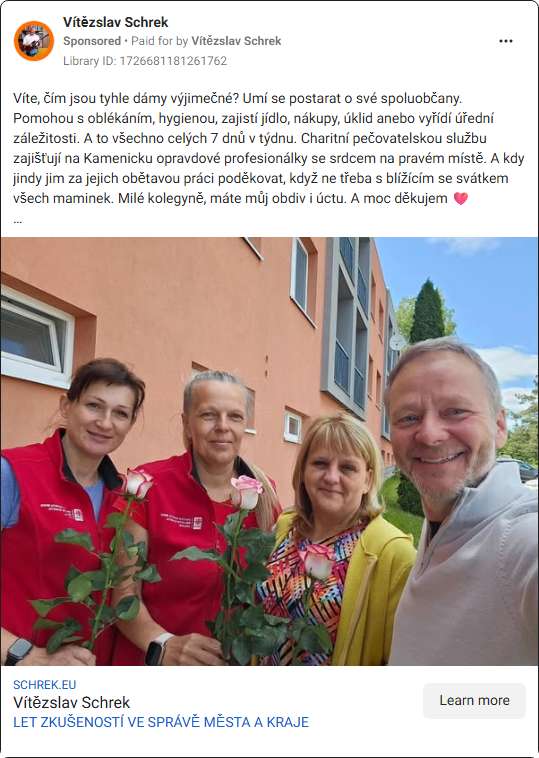 Vítězslav Schrek
Sponsored • Paid for by Vítězslav Schrek
Library ID: 1726681181261762
Víte, čím jsou tyhle dámy výjimečné? Umí se postarat o své spoluobčany.
Pomohou s oblékáním, hygienou, zajistí jídlo, nákupy, úklid anebo vyřídí úřední
záležitosti. A to všechno celých 7 dnů v týdnu. Charitní pečovatelskou službu
zajišťují na Kamenicku opravdové profesionálky se srdcem na pravém místě. A kdy
jindy jim za jejich obětavou práci poděkovat, když ne třeba s blížícím se svátkem
všech maminek. Milé kolegyně, máte můj obdiv i úctu. A moc děkujem 💓
...
SCHREK.EU
Vítězslav Schrek
LET ZKUŠENOSTÍ VE SPRÁVĚ MĚSTA A KRAJE
Learn more